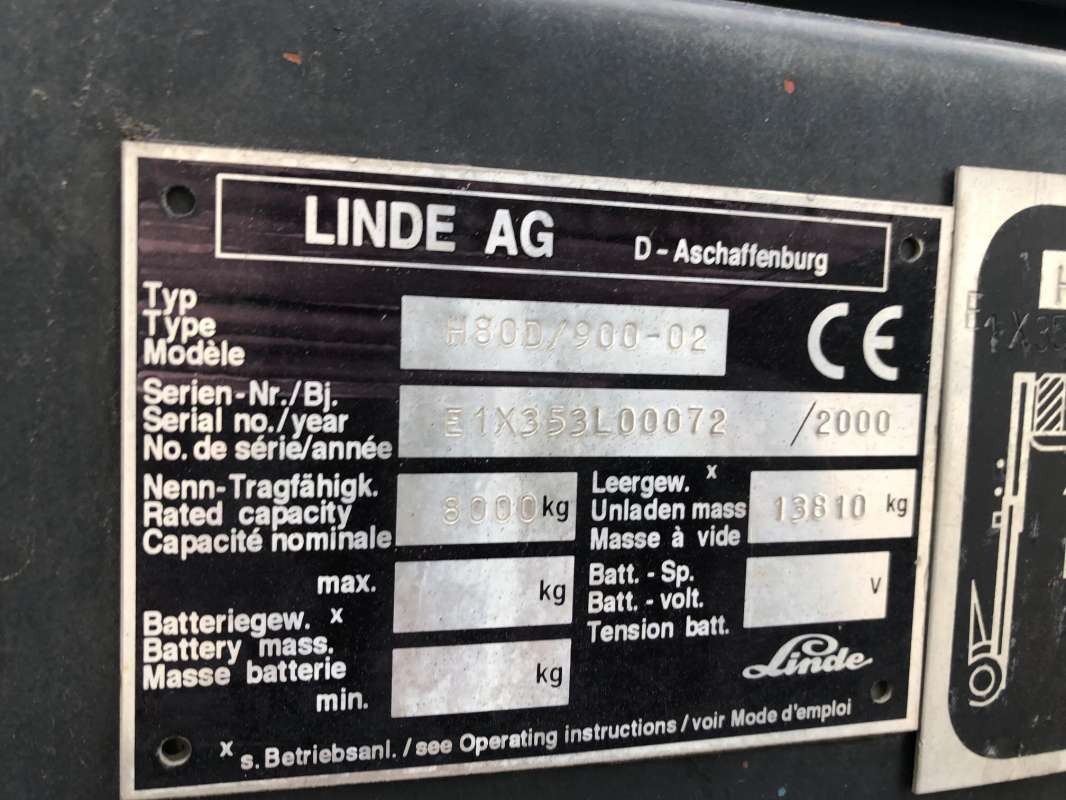 LINDE AG D - Aschaffenburg
Typ
Type
Modèle
H80D/900-02
CE
Serien-Nr./Bj.
Serial no./year
No. de série/année
E1X353L00072 /2000
Nenn-Tragfähigk.
Rated capacity
Capacité nominale
8000 kg
Leergew. x
Unladen mass
Masse à vide
13810 kg
max.
kg
Batteriegew. x
Battery mass.
Masse batterie
min.
kg
Batt. - Sp.
Batt. - volt.
Tension batt.
V
Linde
x s. Betriebsanl. / see Operating instructions / voir Mode d'emploi
H
E1X35